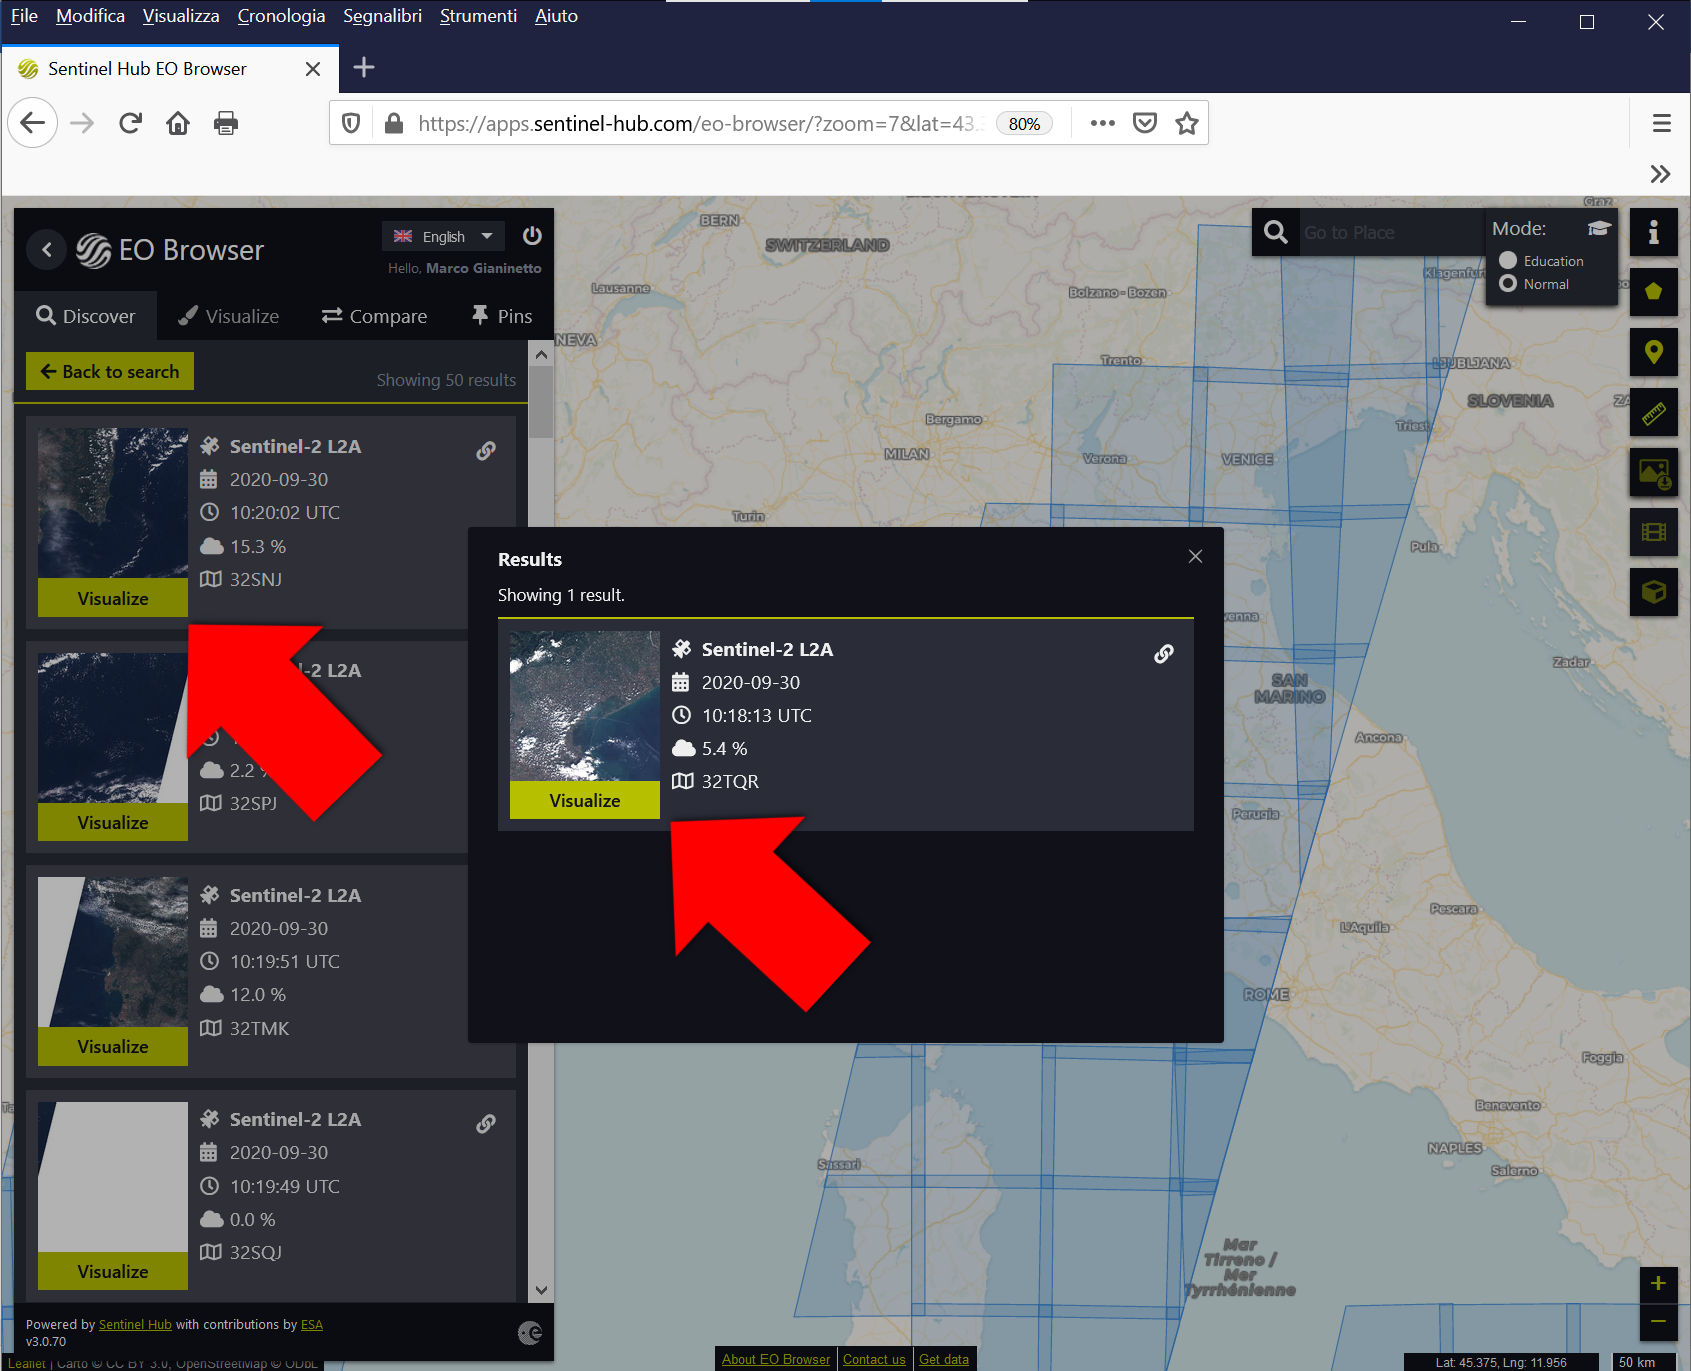 File Modifica Visualizza Cronologia Segnalibri Strumenti Aiuto
Sentinel Hub EO Browser
https://apps.sentinel-hub.com/eo-browser/?zoom=7&lat=43. 80%
EO Browser
English
Hello, Marco Gianinetto
Discover Visualize Compare Pins
Back to search
Showing 50 results
Sentinel-2 L2A
2020-09-30
10:20:02 UTC
15.3 %
32SNJ
Visualize
L2A
2.2
32SPJ
Visualize
Sentinel-2 L2A
2020-09-30
10:19:51 UTC
12.0 %
32TMK
Visualize
Sentinel-2 L2A
2020-09-30
10:19:49 UTC
0.0 %
32SQJ
Visualize
Powered by Sentinel Hub with contributions by ESA
v3.0.70
Leaflet | Carto © CC BY 3.0, OpenStreetMap © ODbL
Results
Showing 1 result.
Sentinel-2 L2A
2020-09-30
10:18:13 UTC
5.4 %
32TQR
Visualize
Go to Place
Mode:
Education
Normal
BERN
SWITZERLAND
Lausanne
NEVA
Bolzano - Bozen
Graz
Klagenfurt
Trento
LJUBLJANA
SLOVENIA
ZA
Bergamo
MILAN
Verona
VENICE
Triest
Turin
Pula
enna
Zadar
SAN
MARINO
Ancona
Perugia
Pescara
L'Aquila
ROME
Foggia
Benevento
NAPLES
Salerno
Sassari
Mar
Tirreno /
Mer
Tyrrhénienne
+
−
About EO Browser
Contact us
Get data
Lat: 45.375, Lng: 11.956
50 km